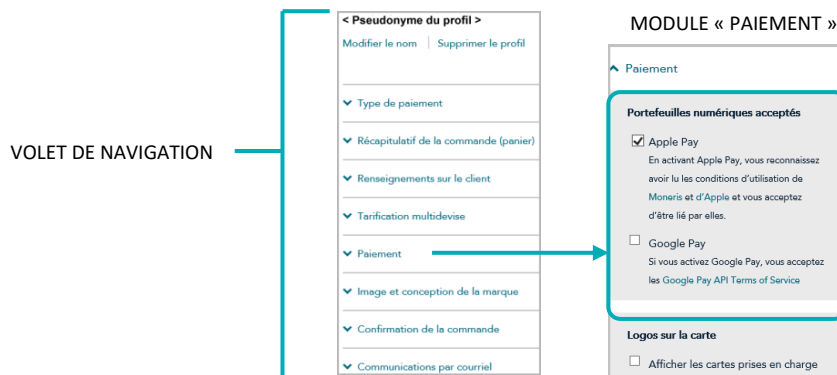 VOLET DE NAVIGATION
< Pseudonyme du profil >
Modifier le nom | Supprimer le profil
Type de paiement
Récapitulatif de la commande (panier)
Renseignements sur le client
Tarification multidevise
Paiement
Image et conception de la marque
Confirmation de la commande
Communications par courriel
MODULE « PAIEMENT »
Paiement
Portefeuilles numériques acceptés
Apple Pay
En activant Apple Pay, vous reconnaissez
avoir lu les conditions d'utilisation de
Moneris et d'Apple et vous acceptez
d'être lié par elles.
Google Pay
Si vous activez Google Pay, vous acceptez
les Google Pay API Terms of Service
Logos sur la carte
Afficher les cartes prises en charge